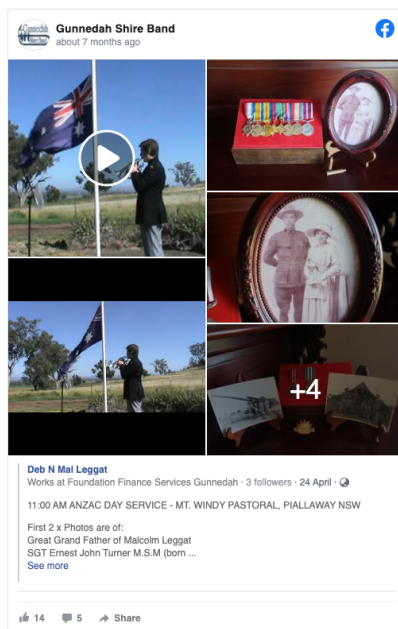 Gunnedah
Gunnedah Shire Band
about 7 months ago
+4
Deb N Mal Leggat
Works at Foundation Finance Services Gunnedah · 3 followers · 24 April ·
11:00 AM ANZAC DAY SERVICE - MT. WINDY PASTORAL, PIALLAWAY NSW
First 2 x Photos are of:
Great Grand Father of Malcolm Leggat
SGT Ernest John Turner M.S.M (born ...
See more
14 5 Share